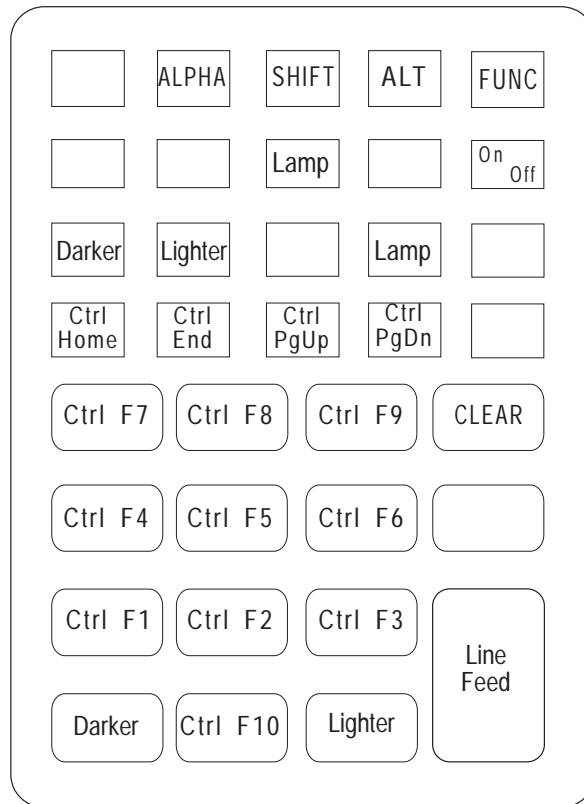 ALPHA SHIFT ALT FUNC
Lamp On
Off
Darker Lighter Lamp
Ctrl Ctrl Ctrl Ctrl
Home End PgUp PgDn
Ctrl F7 Ctrl F8 Ctrl F9 CLEAR
Ctrl F4 Ctrl F5 Ctrl F6
Ctrl F1 Ctrl F2 Ctrl F3
Line
Feed
Darker Ctrl F10 Lighter